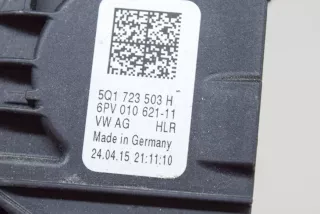 5Q1 723 503 H
6PV 010 621-11
VW AG HLR
Made in Germany
24.04.15 21:11:10